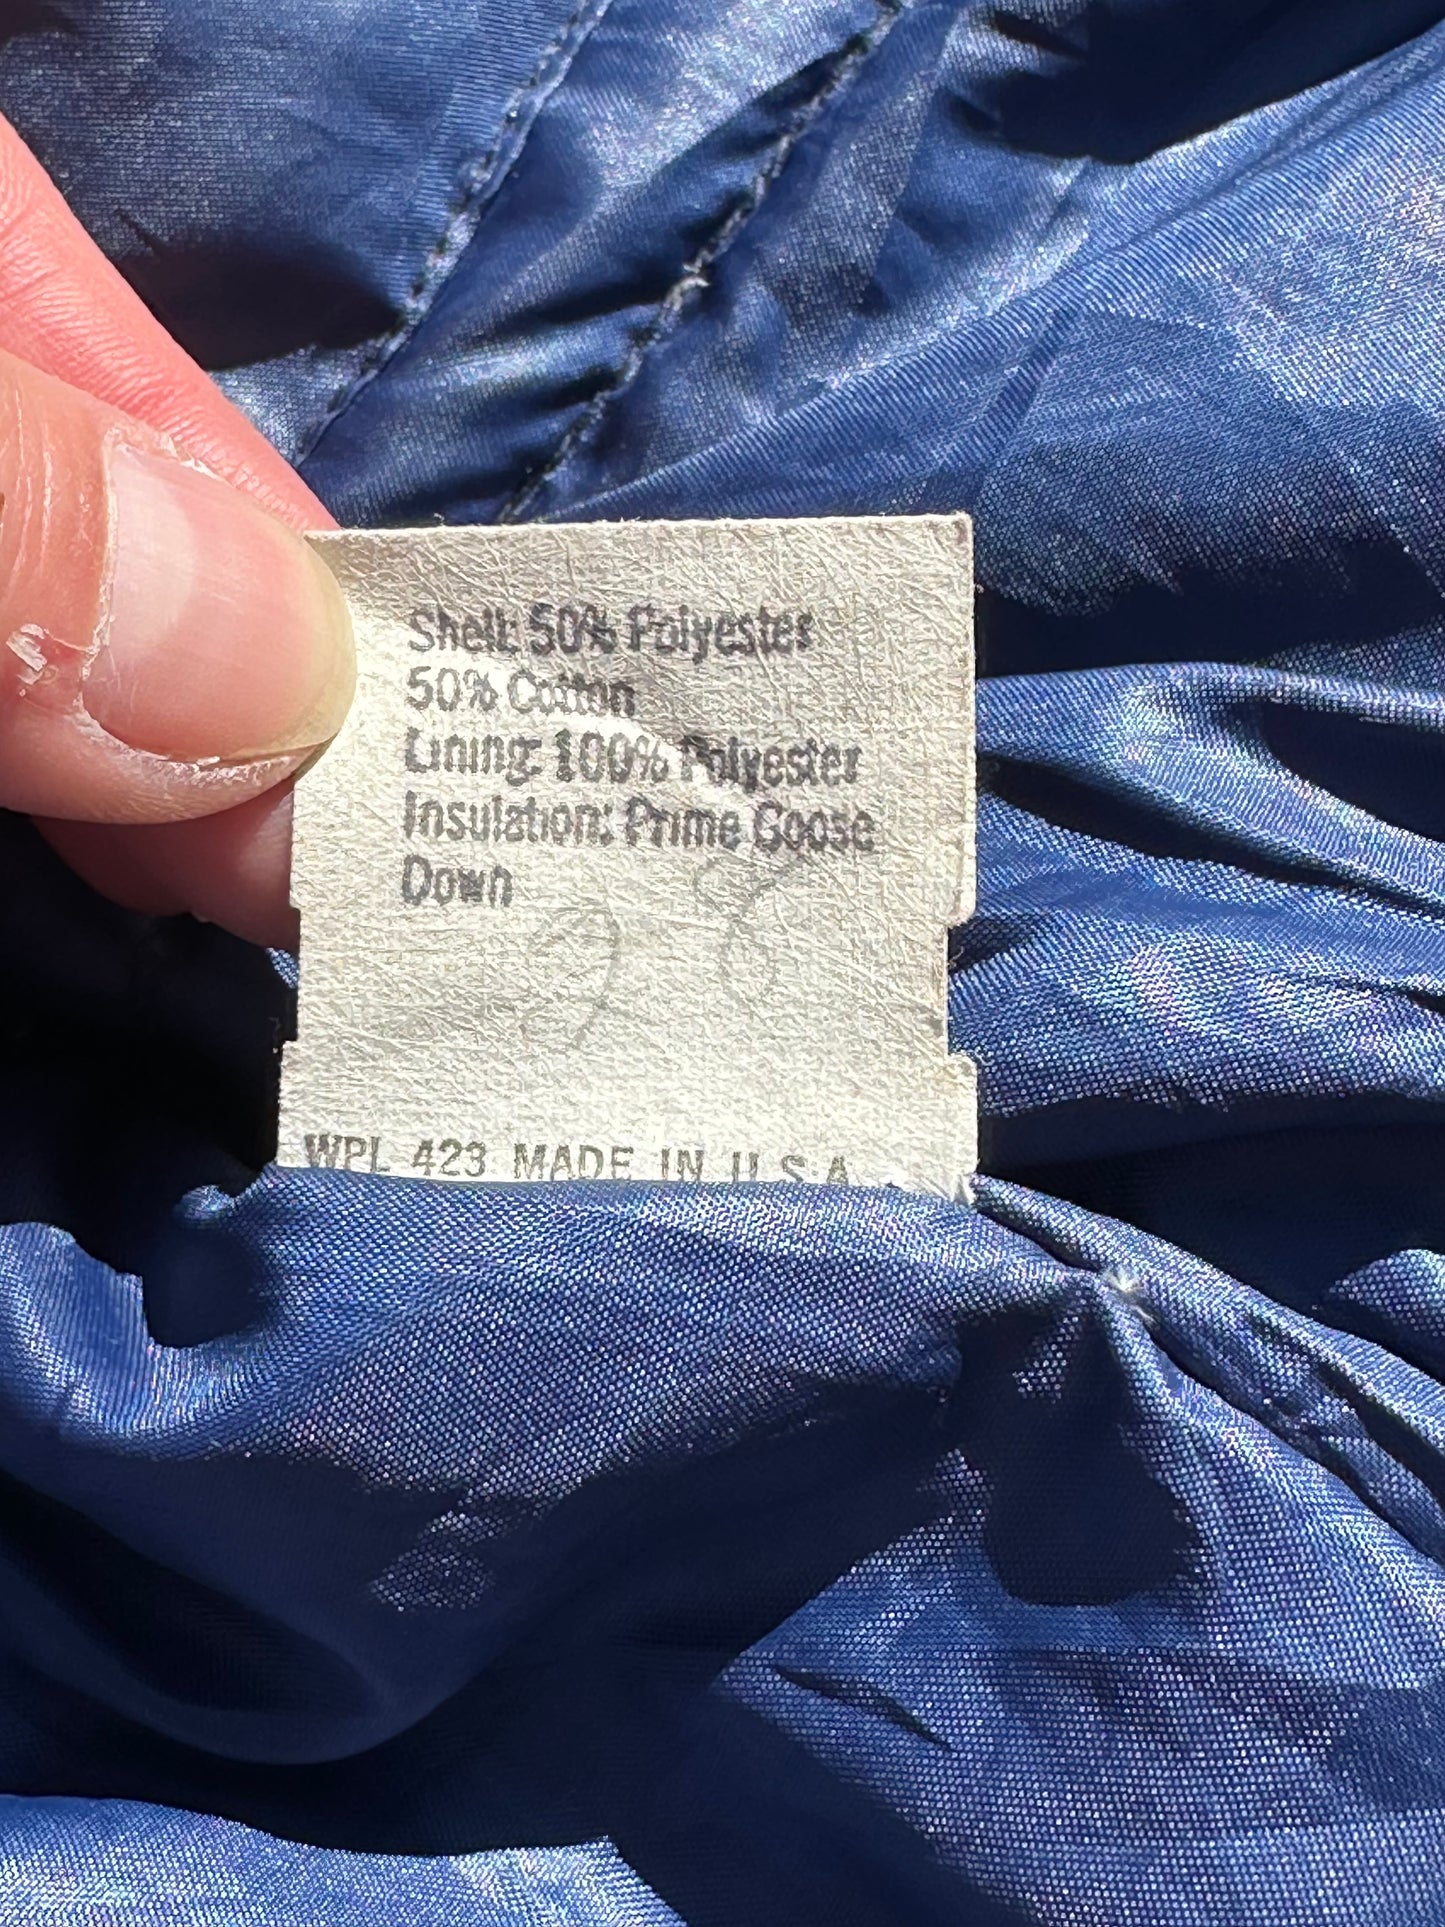 Shell: 50% Polyester
50% Cotton
Lining: 100% Polyester
Insulation: Prime Goose
Down
WPL 423 MADE IN U.S.A.